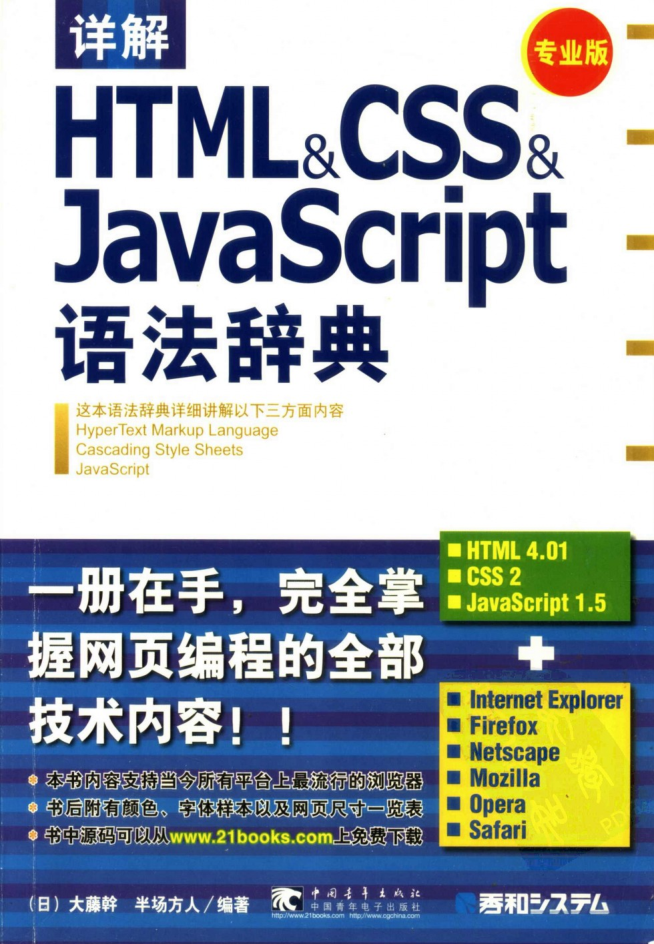 详解
专业版
HTML&CSS&
JavaScript
语法辞典
这本语法辞典详细讲解以下三方面内容
HyperText Markup Language
Cascading Style Sheets
JavaScript
■ HTML 4.01
■ CSS 2
■ JavaScript 1.5
+
■ Internet Explorer
■ Firefox
■ Netscape
■ Mozilla
■ Opera
■ Safari
一册在手，完全掌
握网页编程的全部
技术内容！！
本书内容支持当今所有平台上最流行的浏览器
书后附有颜色、字体样本以及网页尺寸一览表
书中源码可以从www.21books.com上免费下载
（日）大藤幹 半场方人／编著
中国青年出版社
中国青年电子出版社
http://www.21books.com http://www.cgchina.com
秀和システム